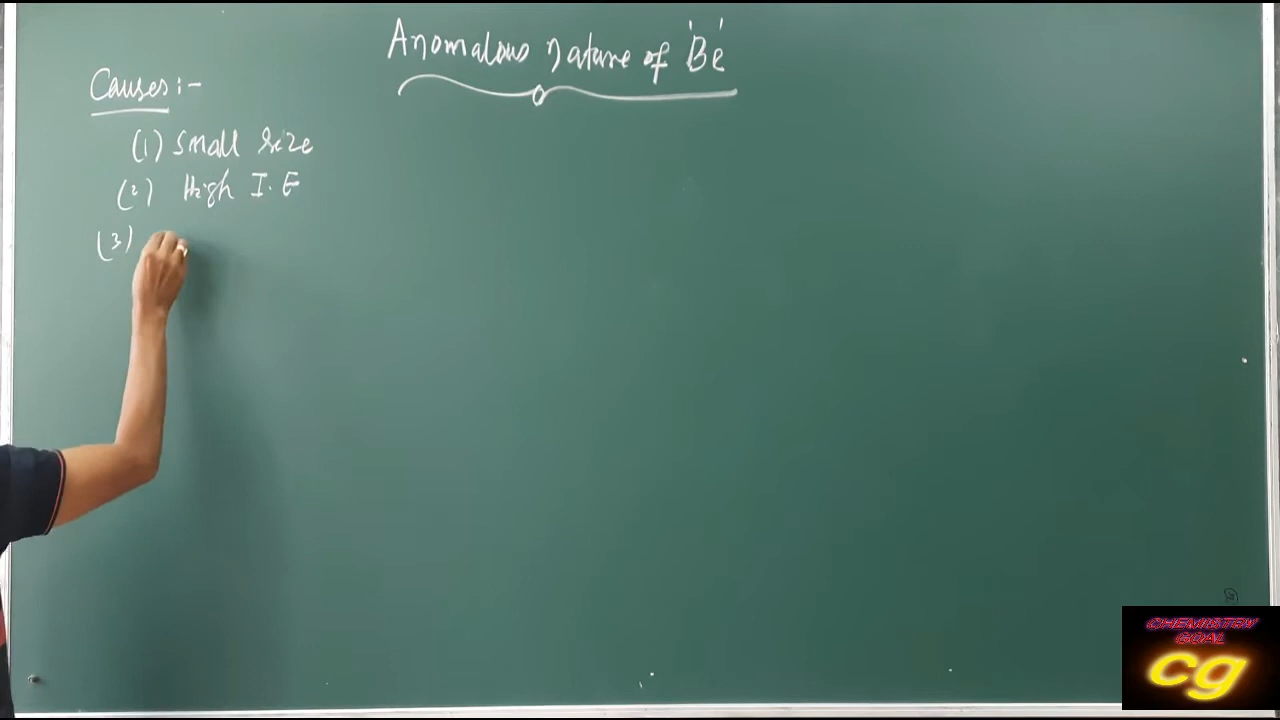 Anomalous nature of 'Be'
Causes :-
(1) Small size
(2) High I.E
(3)
CHEMISTRY
GOAL
cg